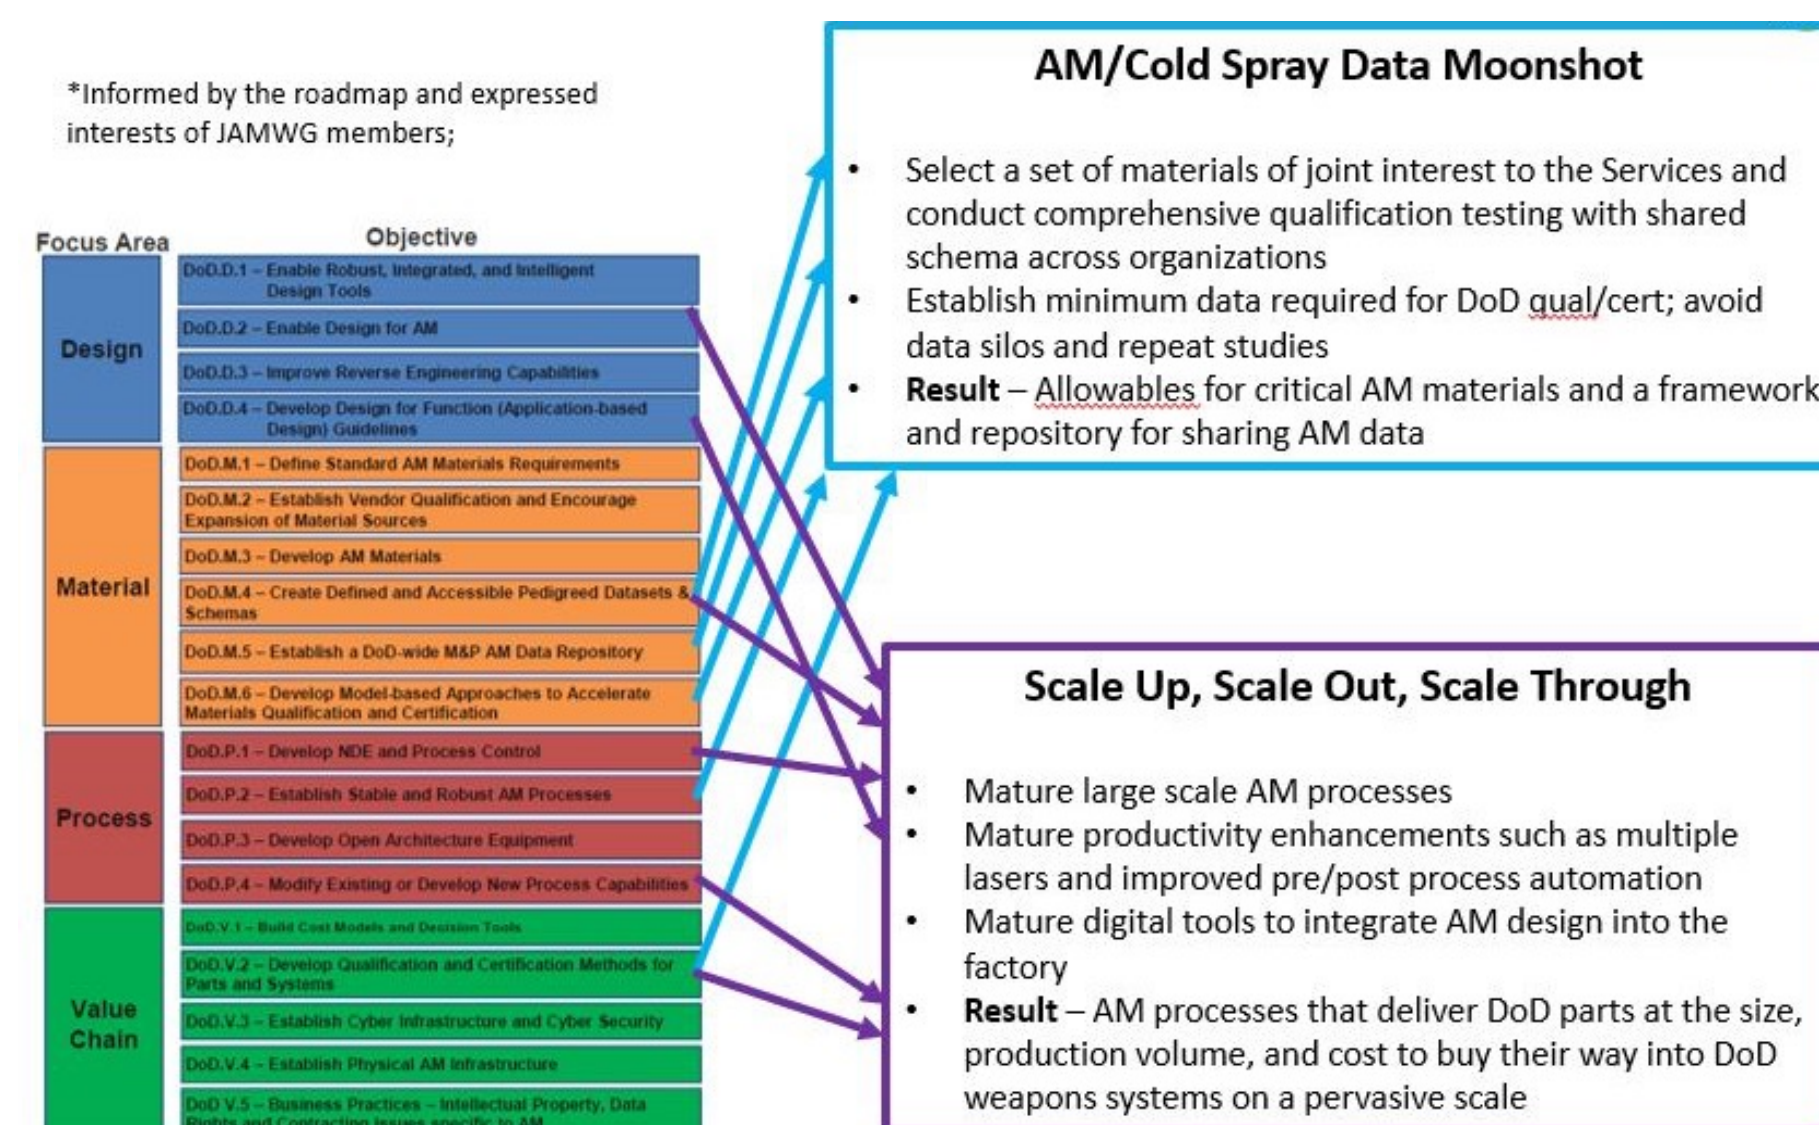 *Informed by the roadmap and expressed
interests of JAMWG members;
Focus Area
Objective
Design
DoD.D.1 – Enable Robust, Integrated, and Intelligent
Design Tools
DoD.D.2 – Enable Design for AM
DoD.D.3 – Improve Reverse Engineering Capabilities
DoD.D.4 – Develop Design for Function (Application-based
Design) Guidelines
Material
DoD.M.1 – Define Standard AM Materials Requirements
DoD.M.2 – Establish Vendor Qualification and Encourage
Expansion of Material Sources
DoD.M.3 – Develop AM Materials
DoD.M.4 – Create Defined and Accessible Pedigreed Datasets &
Schemas
DoD.M.5 – Establish a DoD-wide M&P AM Data Repository
DoD.M.6 – Develop Model-based Approaches to Accelerate
Materials Qualification and Certification
Process
DoD.P.1 – Develop NDE and Process Control
DoD.P.2 – Establish Stable and Robust AM Processes
DoD.P.3 – Develop Open Architecture Equipment
DoD.P.4 – Modify Existing or Develop New Process Capabilities
Value
Chain
DoD.V.1 – Build Cost Models and Decision Tools
DoD.V.2 – Develop Qualification and Certification Methods for
Parts and Systems
DoD.V.3 – Establish Cyber Infrastructure and Cyber Security
DoD.V.4 – Establish Physical AM Infrastructure
DoD V.5 – Business Practices – Intellectual Property, Data
Rights and Contracting issues specific to AM
AM/Cold Spray Data Moonshot
• Select a set of materials of joint interest to the Services and
conduct comprehensive qualification testing with shared
schema across organizations
• Establish minimum data required for DoD qual/cert; avoid
data silos and repeat studies
• Result – Allowables for critical AM materials and a framework
and repository for sharing AM data
Scale Up, Scale Out, Scale Through
• Mature large scale AM processes
• Mature productivity enhancements such as multiple
lasers and improved pre/post process automation
• Mature digital tools to integrate AM design into the
factory
• Result – AM processes that deliver DoD parts at the size,
production volume, and cost to buy their way into DoD
weapons systems on a pervasive scale